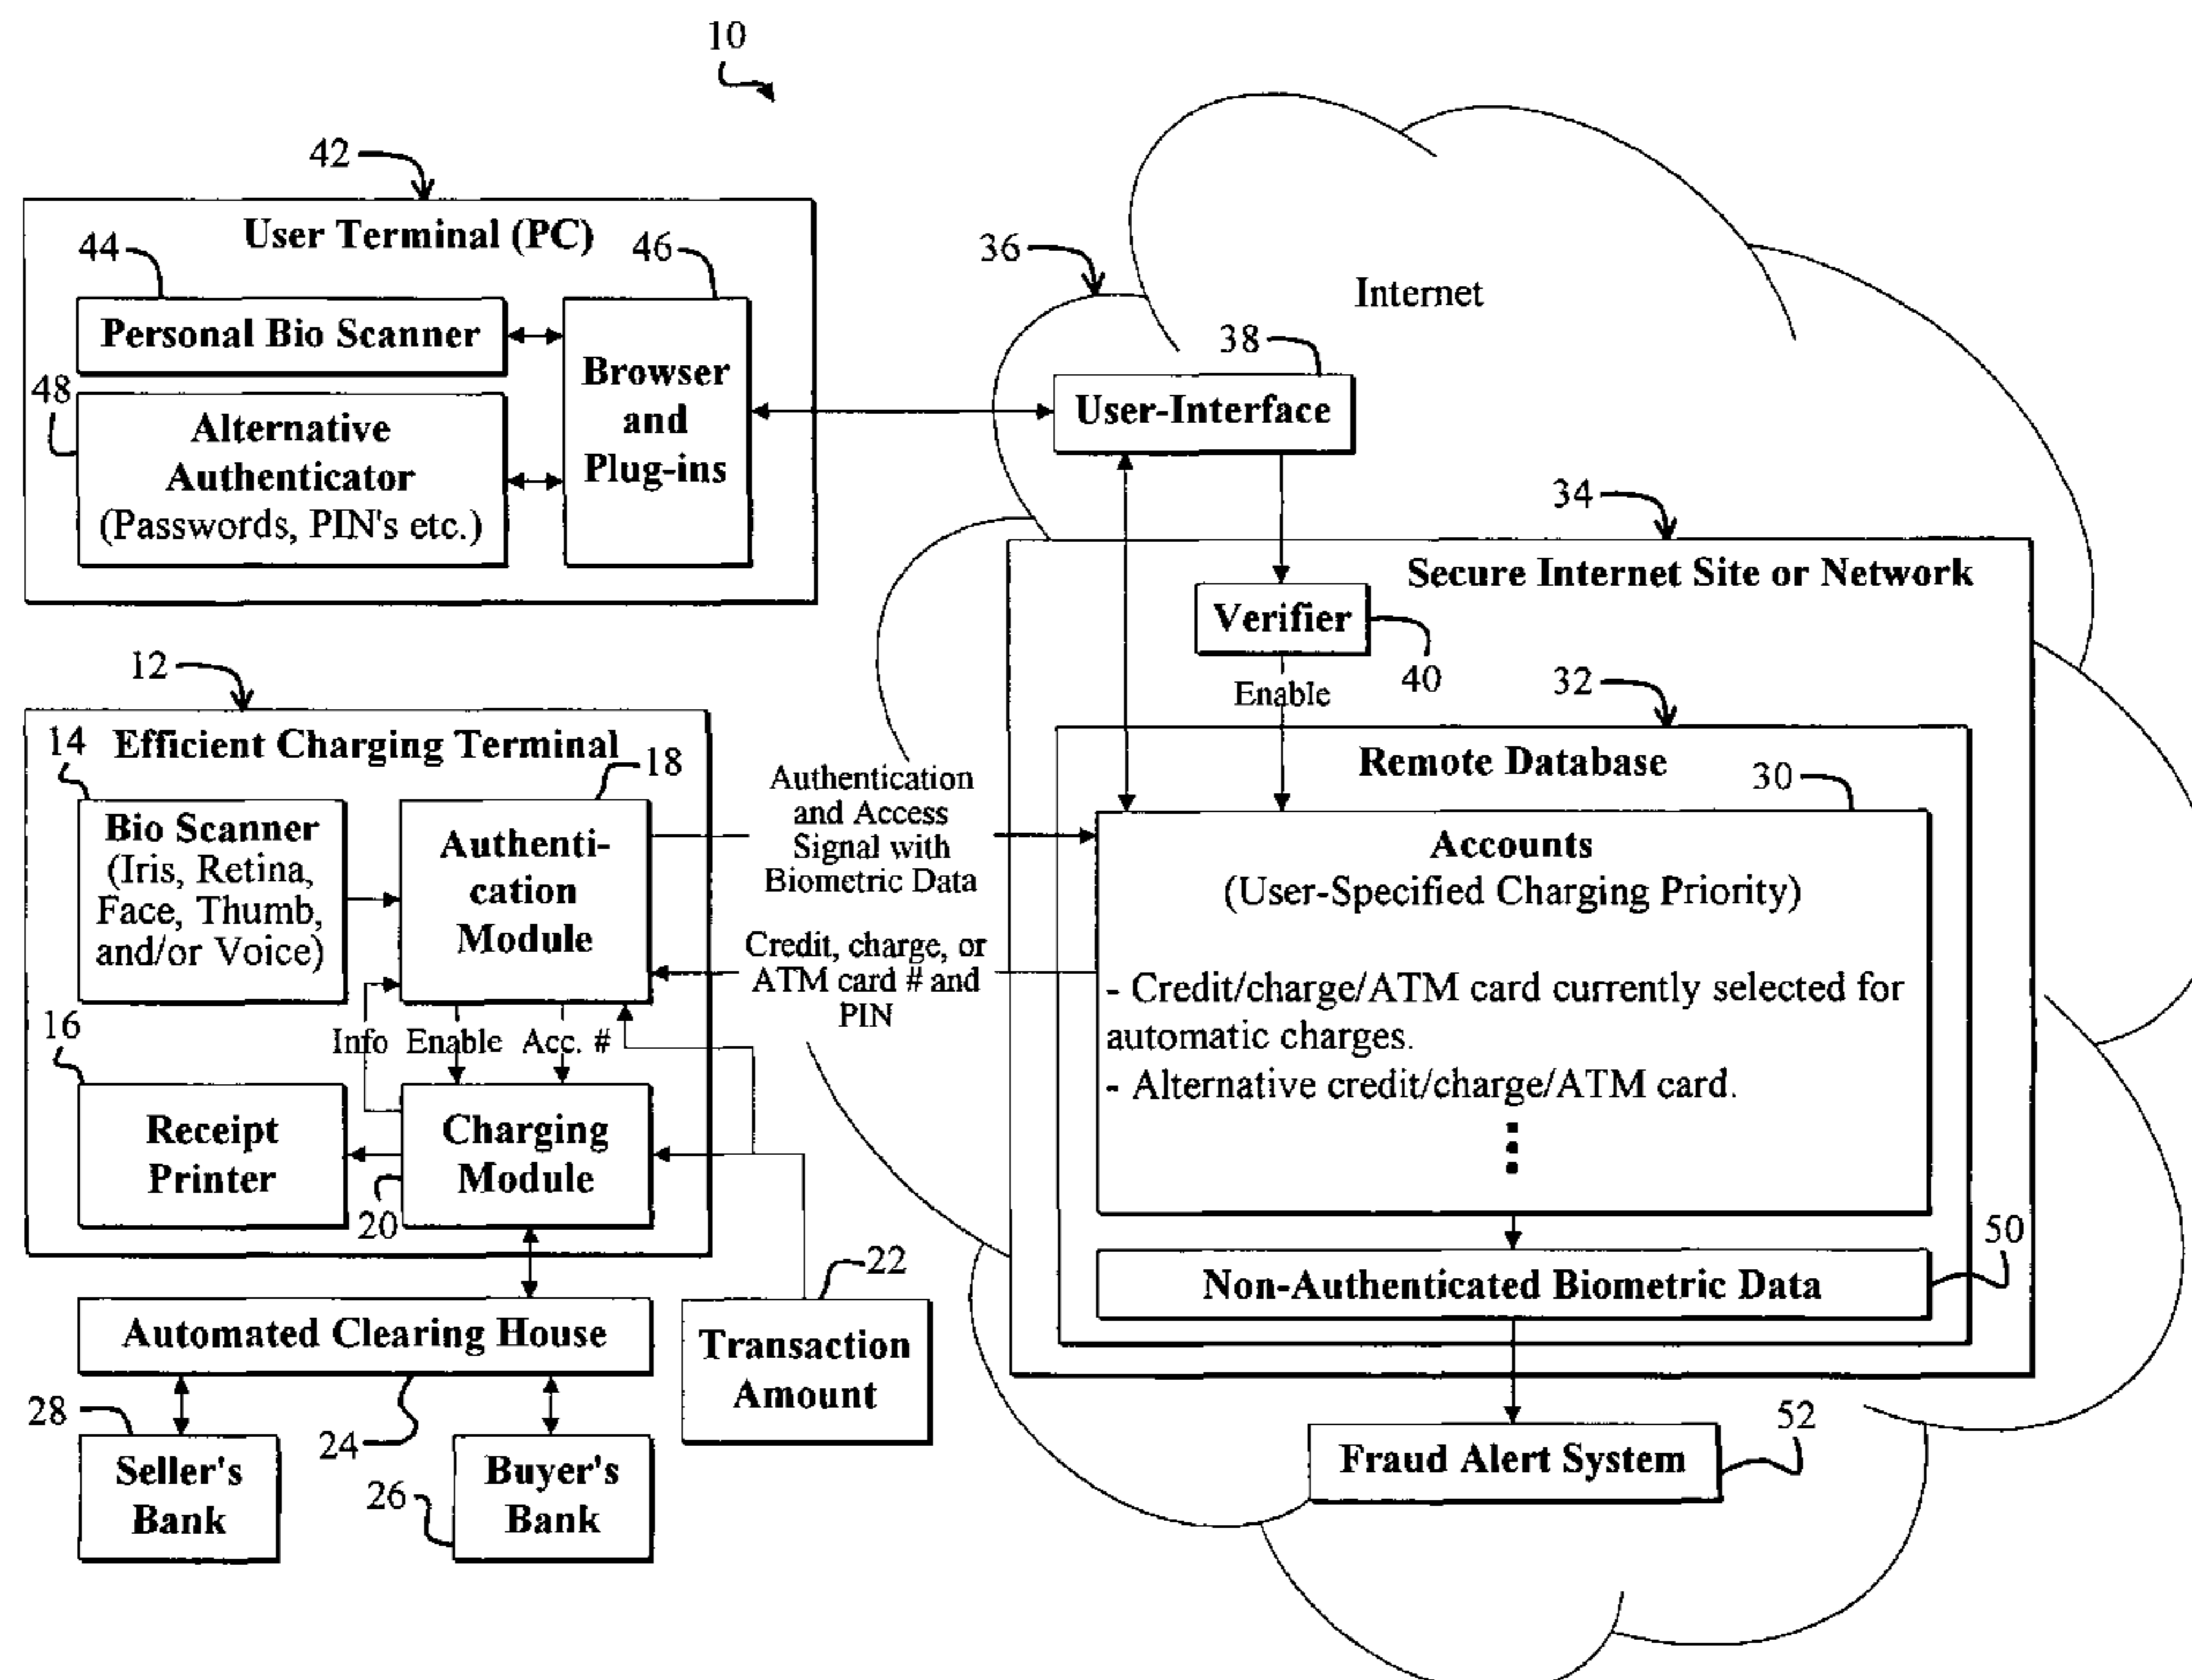 10
42
User Terminal (PC)
44
46
Personal Bio Scanner
48
Alternative
Authenticator
(Passwords, PIN's etc.)
Browser
and
Plug-ins
36
Internet
38
User-Interface
34
Secure Internet Site or Network
Verifier
40
Enable
32
Remote Database
30
Accounts
(User-Specified Charging Priority)
- Credit/charge/ATM card currently selected for
automatic charges.
- Alternative credit/charge/ATM card.
50
Non-Authenticated Biometric Data
52
Fraud Alert System
12
Efficient Charging Terminal
14
18
Bio Scanner
(Iris, Retina,
Face, Thumb,
and/or Voice)
Authenti-
cation
Module
Authentication
and Access
Signal with
Biometric Data
Credit, charge, or
ATM card # and
PIN
16
Info Enable Acc. #
Receipt
Printer
Charging
Module
20
22
Transaction
Amount
Automated Clearing House
24
28
Seller's
Bank
26
Buyer's
Bank